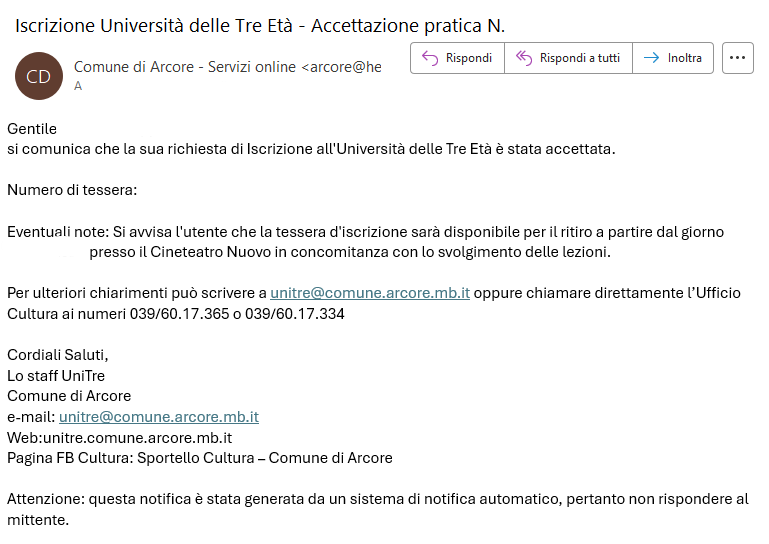 Iscrizione Università delle Tre Età - Accettazione pratica N.
CD
Comune di Arcore - Servizi online <arcore@he
A
Rispondi
Rispondi a tutti
Inoltra
Gentile
si comunica che la sua richiesta di Iscrizione all'Università delle Tre Età è stata accettata.
Numero di tessera:
Eventuali note: Si avvisa l'utente che la tessera d'iscrizione sarà disponibile per il ritiro a partire dal giorno
presso il Cineteatro Nuovo in concomitanza con lo svolgimento delle lezioni.
Per ulteriori chiarimenti può scrivere a unitre@comune.arcore.mb.it oppure chiamare direttamente l’Ufficio
Cultura ai numeri 039/60.17.365 o 039/60.17.334
Cordiali Saluti,
Lo staff UniTre
Comune di Arcore
e-mail: unitre@comune.arcore.mb.it
Web:unitre.comune.arcore.mb.it
Pagina FB Cultura: Sportello Cultura – Comune di Arcore
Attenzione: questa notifica è stata generata da un sistema di notifica automatico, pertanto non rispondere al
mittente.